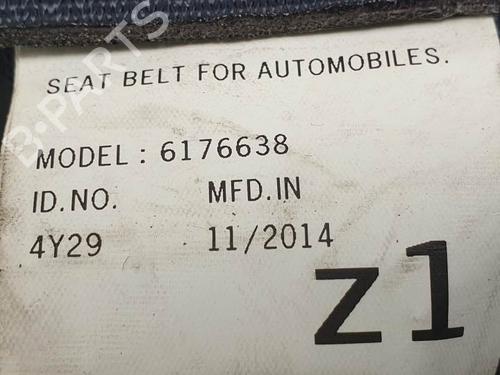 SEAT BELT FOR AUTOMOBILES.
MODEL : 6176638
ID.NO. MFD.IN
4Y29 11/2014
z1
B-PARTS